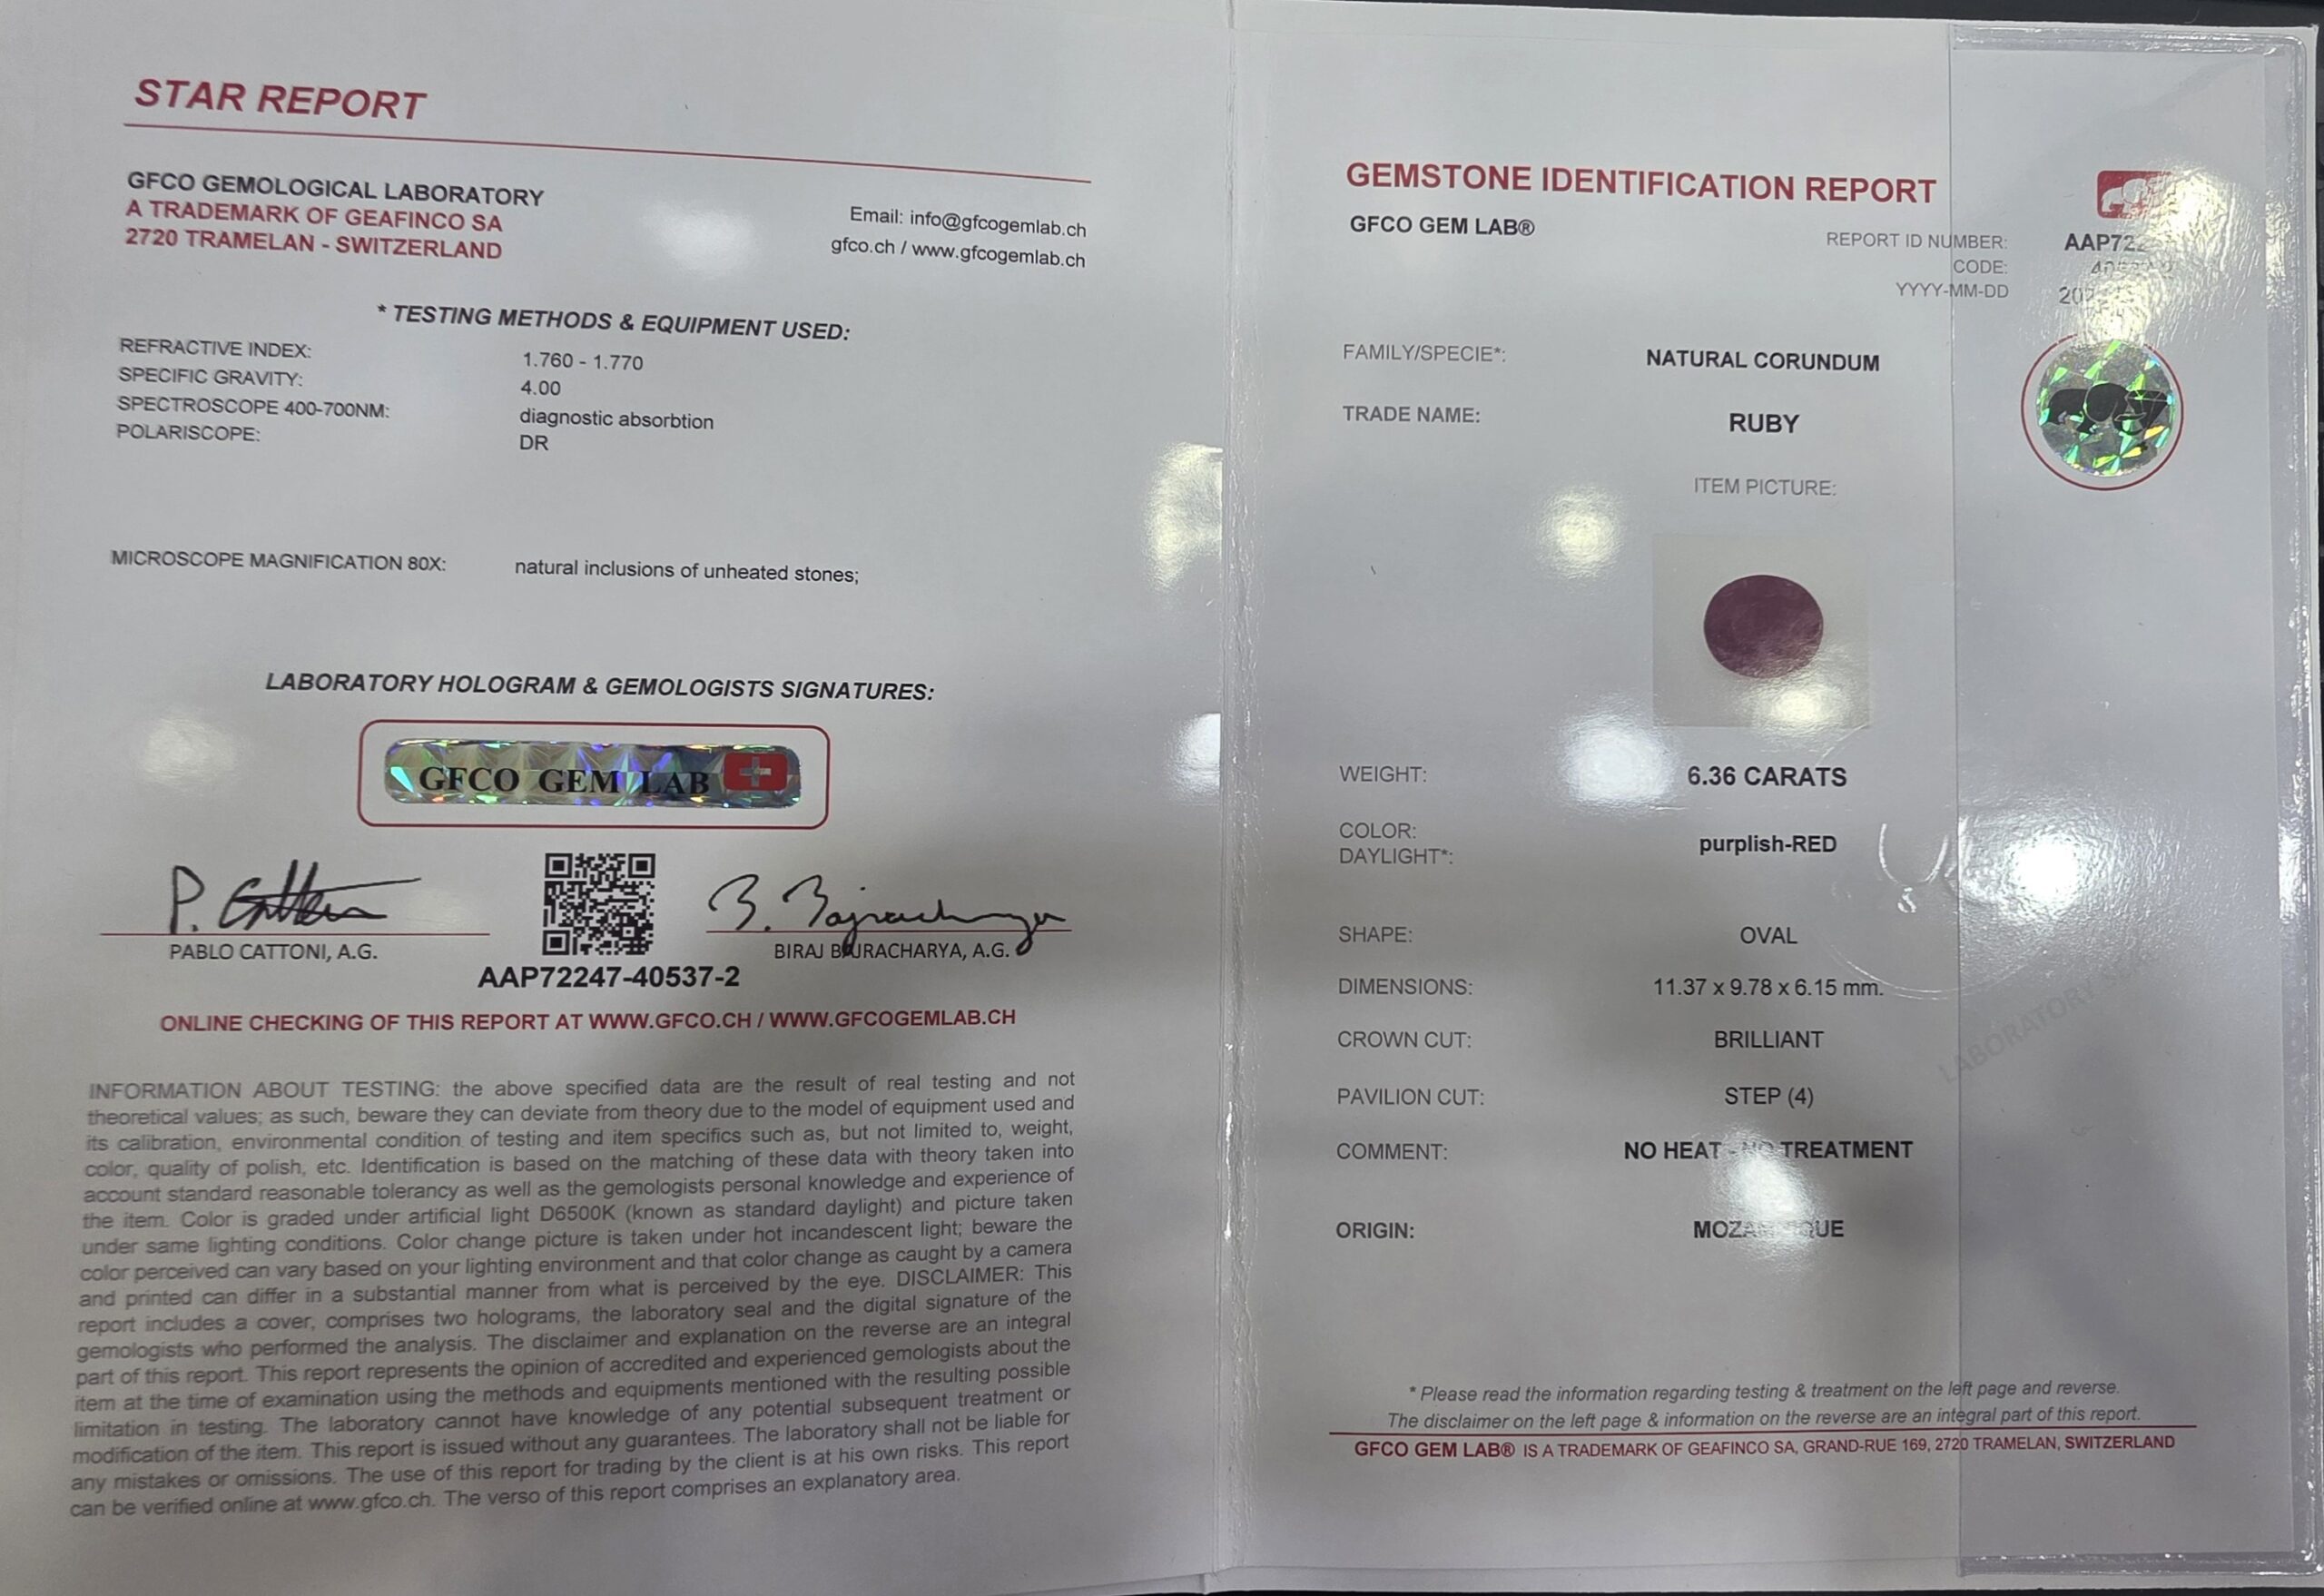 STAR REPORT
GFCO GEMOLOGICAL LABORATORY
A TRADEMARK OF GEAFINCO SA
2720 TRAMELAN - SWITZERLAND
Email: info@gfcogemlab.ch
gfco.ch / www.gfcogemlab.ch
* TESTING METHODS & EQUIPMENT USED:
REFRACTIVE INDEX: 1.760 - 1.770
SPECIFIC GRAVITY: 4.00
SPECTROSCOPE 400-700NM: diagnostic absorbtion
POLARISCOPE: DR
MICROSCOPE MAGNIFICATION 80X: natural inclusions of unheated stones;
LABORATORY HOLOGRAM & GEMOLOGISTS SIGNATURES:
GFCO GEM LAB
P. Cattoni
B. Bajracharya
PABLO CATTONI, A.G.
BIRAJ BAJRACHARYA, A.G.
AAP72247-40537-2
ONLINE CHECKING OF THIS REPORT AT WWW.GFCO.CH / WWW.GFCOGEMLAB.CH
INFORMATION ABOUT TESTING: the above specified data are the result of real testing and not
theoretical values; as such, beware they can deviate from theory due to the model of equipment used and
its calibration, environmental condition of testing and item specifics such as, but not limited to, weight,
color, quality of polish, etc. Identification is based on the matching of these data with theory taken into
account standard reasonable tolerancy as well as the gemologists personal knowledge and experience of
the item. Color is graded under artificial light D6500K (known as standard daylight) and picture taken
under same lighting conditions. Color change picture is taken under hot incandescent light; beware the
color perceived can vary based on your lighting environment and that color change as caught by a camera
and printed can differ in a substantial manner from what is perceived by the eye. DISCLAIMER: This
report includes a cover, comprises two holograms, the laboratory seal and the digital signature of the
gemologists who performed the analysis. The disclaimer and explanation on the reverse are an integral
part of this report. This report represents the opinion of accredited and experienced gemologists about the
item at the time of examination using the methods and equipments mentioned with the resulting possible
limitation in testing. The laboratory cannot have knowledge of any potential subsequent treatment or
modification of the item. This report is issued without any guarantees. The laboratory shall not be liable for
any mistakes or omissions. The use of this report for trading by the client is at his own risks. This report
can be verified online at www.gfco.ch. The verso of this report comprises an explanatory area.
GEMSTONE IDENTIFICATION REPORT
GFCO GEM LAB®
REPORT ID NUMBER:
CODE:
YYYY-MM-DD
FAMILY/SPECIE*: NATURAL CORUNDUM
TRADE NAME: RUBY
ITEM PICTURE:
WEIGHT: 6.36 CARATS
COLOR:
DAYLIGHT*: purplish-RED
SHAPE: OVAL
DIMENSIONS: 11.37 x 9.78 x 6.15 mm.
CROWN CUT: BRILLIANT
PAVILION CUT: STEP (4)
COMMENT: NO HEAT - NO TREATMENT
ORIGIN: MOZAMBIQUE
LABORATORY
* Please read the information regarding testing & treatment on the left page and reverse.
The disclaimer on the left page & information on the reverse are an integral part of this report.
GFCO GEM LAB® IS A TRADEMARK OF GEAFINCO SA, GRAND-RUE 169, 2720 TRAMELAN, SWITZERLAND